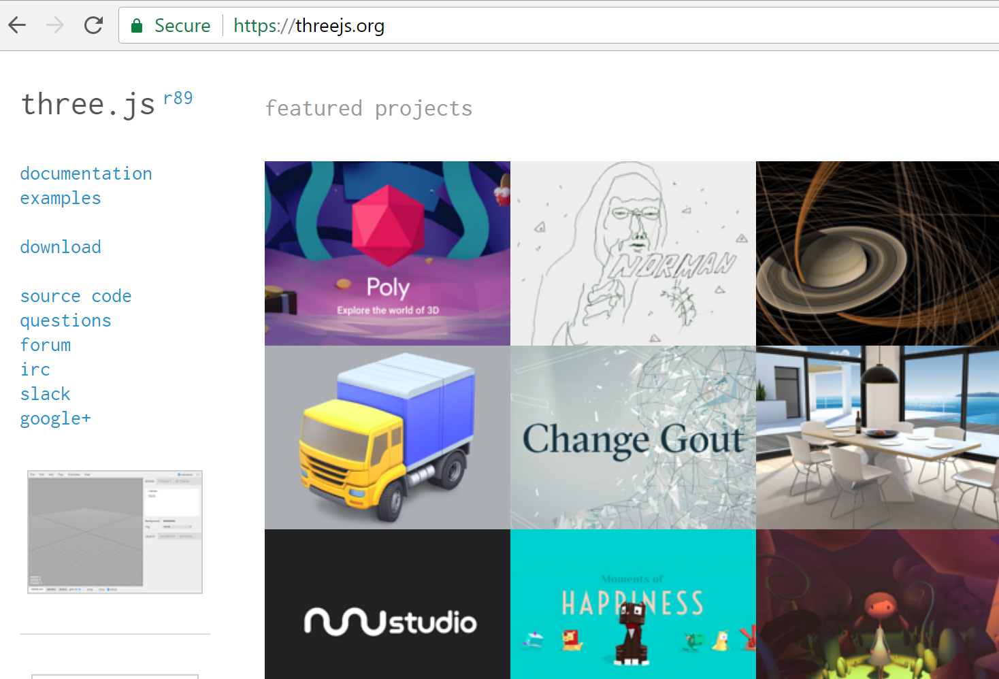 Secure
https://threejs.org
three.js r89
documentation
examples
download
source code
questions
forum
irc
slack
google+
featured projects
Poly
Explore the world of 3D
NORMAN
Change Gout
studio
Moments of
HAPPINESS